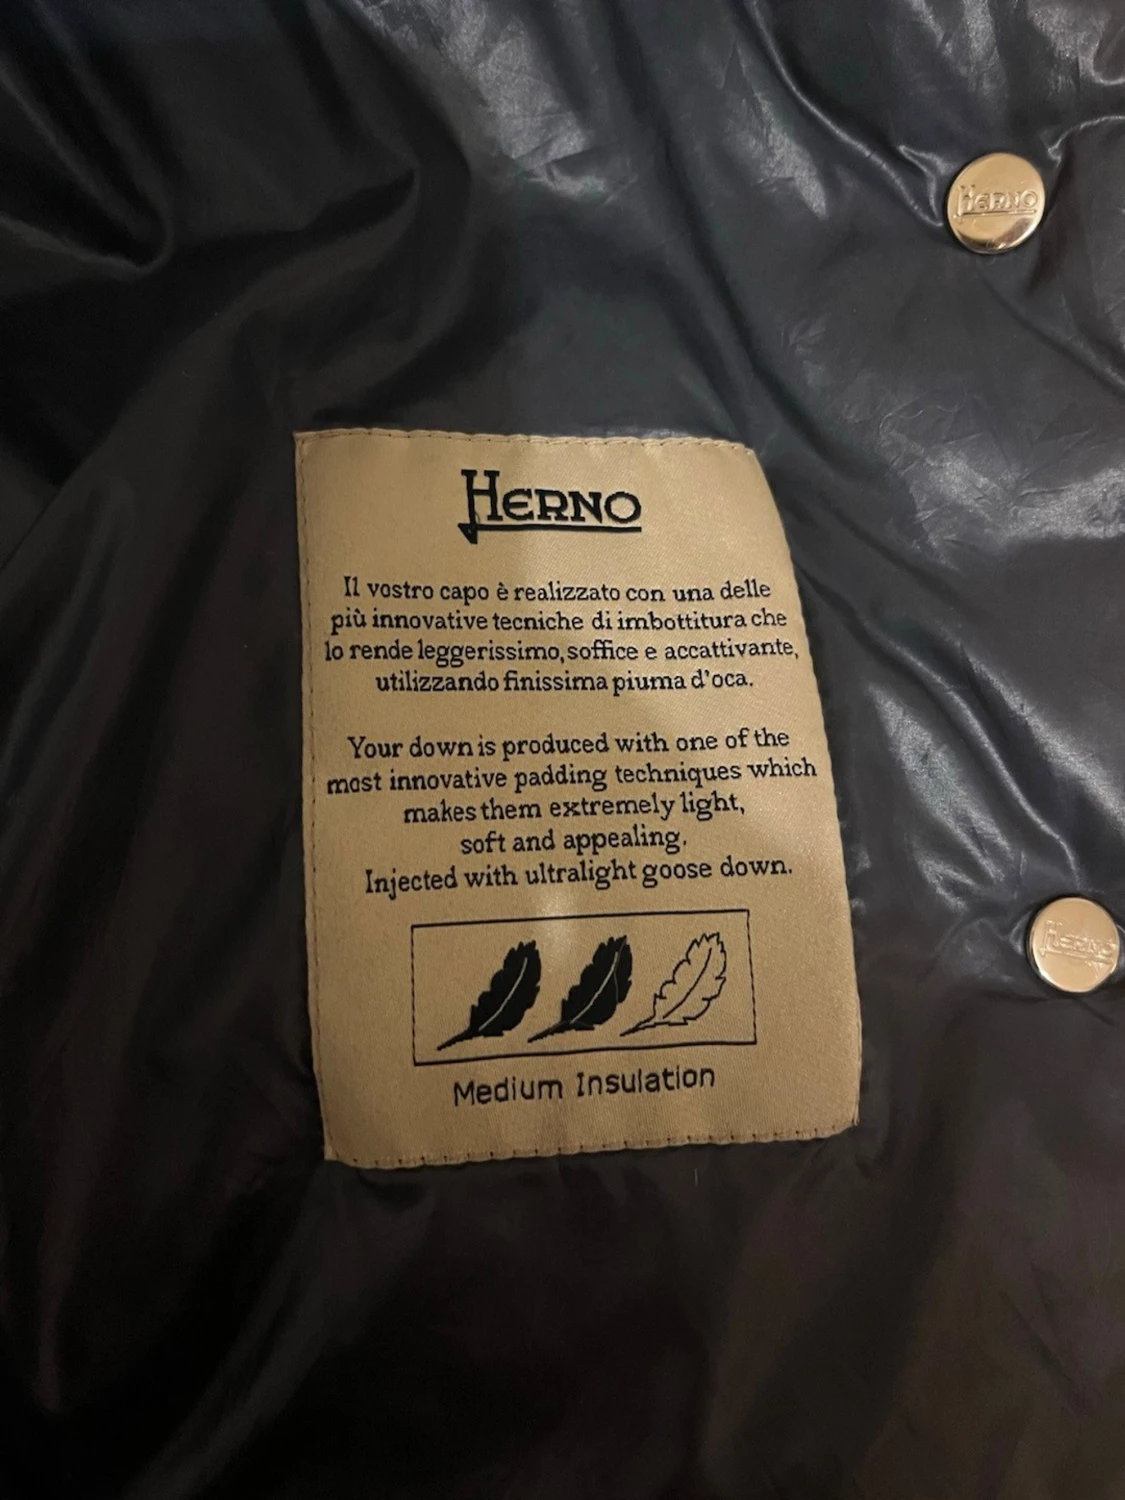 HERNO
HERNO
Il vostro capo è realizzato con una delle
più innovative tecniche di imbottitura che
lo rende leggerissimo, soffice e accattivante,
utilizzando finissima piuma d'oca.
Your down is produced with one of the
most innovative padding techniques which
makes them extremely light,
soft and appealing.
Injected with ultralight goose down.
HERNO
Medium Insulation